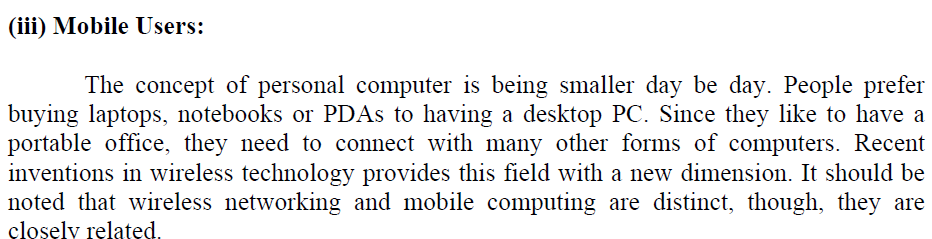 (iii) Mobile Users:
The concept of personal computer is being smaller day be day. People prefer
buying laptops, notebooks or PDAs to having a desktop PC. Since they like to have a
portable office, they need to connect with many other forms of computers. Recent
inventions in wireless technology provides this field with a new dimension. It should be
noted that wireless networking and mobile computing are distinct, though, they are
closely related.